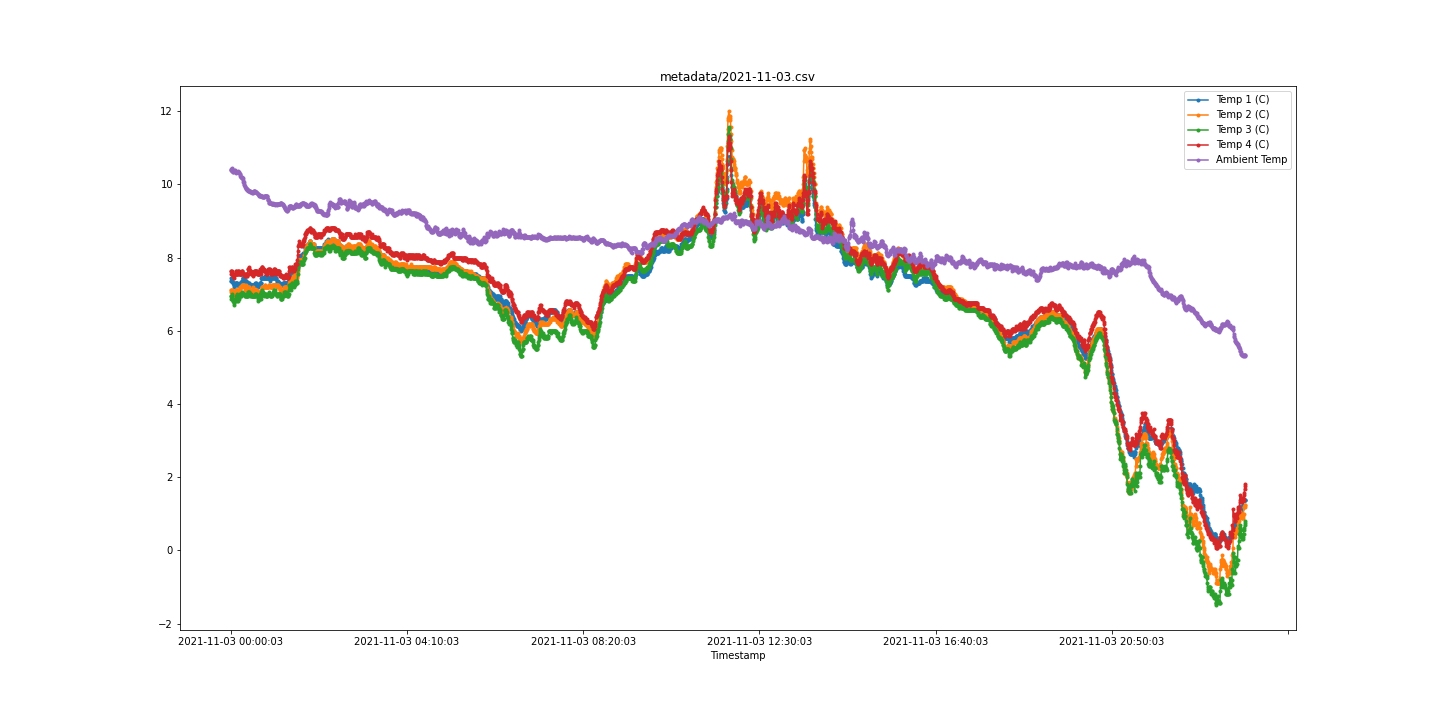 metadata/2021-11-03.csv
Temp 1 (C)
Temp 2 (C)
Temp 3 (C)
Temp 4 (C)
Ambient Temp
12
10
8
6
4
2
0
−2
2021-11-03 00:00:03
2021-11-03 04:10:03
2021-11-03 08:20:03
2021-11-03 12:30:03
2021-11-03 16:40:03
2021-11-03 20:50:03
Timestamp